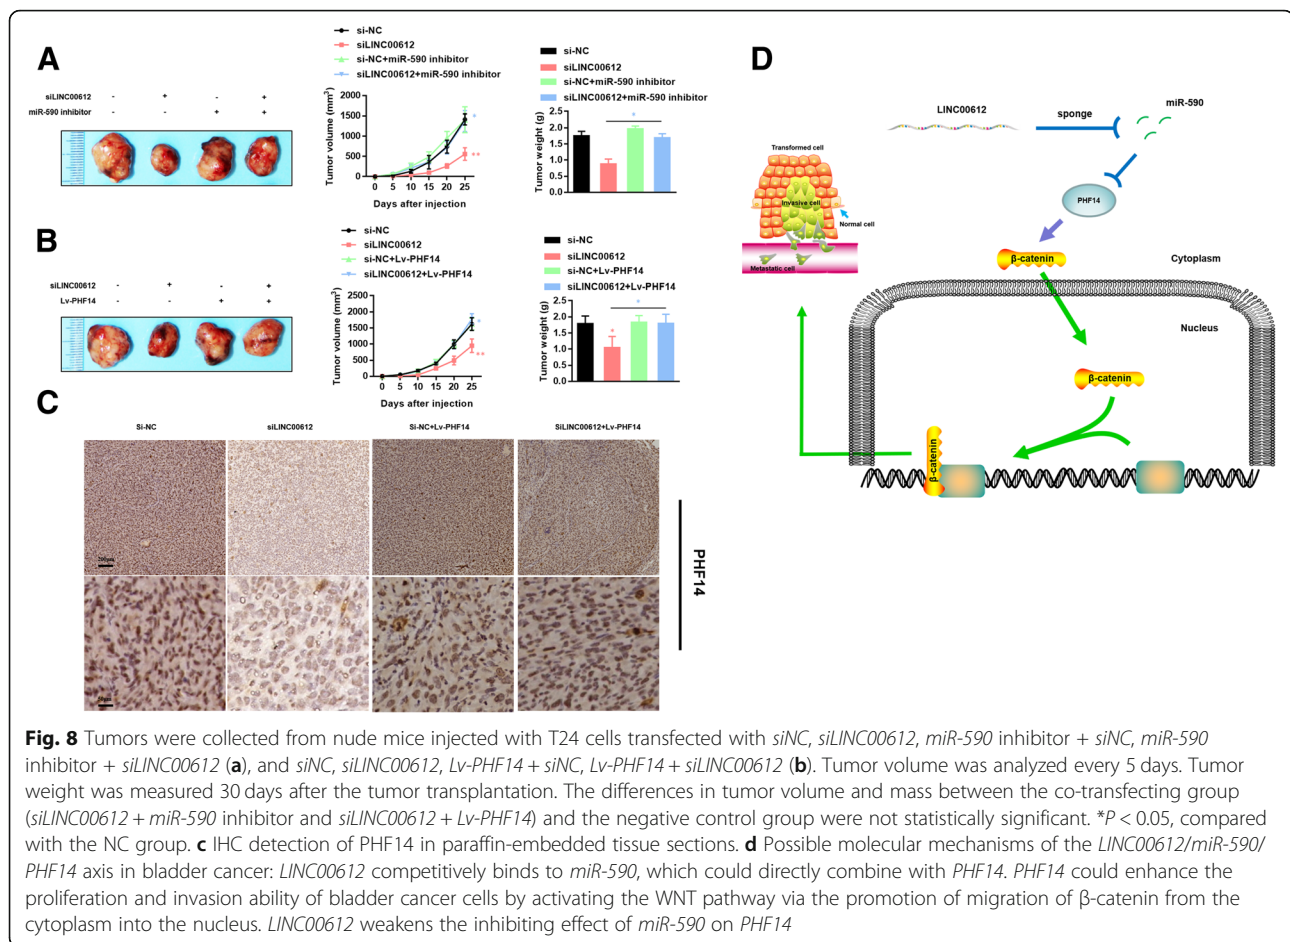 A
siLINC00612 - + - +
miR-590 inhibitor - - + +
si-NC
siLINC00612
si-NC+miR-590 inhibitor
siLINC00612+miR-590 inhibitor
Tumor volume (mm3)
2000
1500
1000
500
0
*
**
0 5 10 15 20 25
Days after injection
si-NC
siLINC00612
si-NC+miR-590 inhibitor
siLINC00612+miR-590 inhibitor
Tumor weight (g)
2.5
2.0
1.5
1.0
0.5
0.0
*
B
siLINC00612 - + - +
Lv-PHF14 - - + +
si-NC
siLINC00612
si-NC+Lv-PHF14
siLINC00612+Lv-PHF14
Tumor volume (mm3)
2500
2000
1500
1000
500
0
*
**
0 5 10 15 20 25
Days after injection
si-NC
siLINC00612
si-NC+Lv-PHF14
siLINC00612+Lv-PHF14
Tumor weight (g)
2.5
2.0
1.5
1.0
0.5
0.0
*
*
C
Si-NC siLINC00612 Si-NC+Lv-PHF14 SiLINC00612+Lv-PHF14
200μm
50μm
PHF14
D
LINC00612
sponge
miR-590
PHF14
β-catenin
Cytoplasm
Nucleus
β-catenin
β-catenin
Transformed cell
Invasive cell
Normal cell
Metastatic cell
Fig. 8 Tumors were collected from nude mice injected with T24 cells transfected with siNC, siLINC00612, miR-590 inhibitor + siNC, miR-590
inhibitor + siLINC00612 (a), and siNC, siLINC00612, Lv-PHF14 + siNC, Lv-PHF14 + siLINC00612 (b). Tumor volume was analyzed every 5 days. Tumor
weight was measured 30 days after the tumor transplantation. The differences in tumor volume and mass between the co-transfecting group
(siLINC00612 + miR-590 inhibitor and siLINC00612 + Lv-PHF14) and the negative control group were not statistically significant. *P < 0.05, compared
with the NC group. c IHC detection of PHF14 in paraffin-embedded tissue sections. d Possible molecular mechanisms of the LINC00612/miR-590/
PHF14 axis in bladder cancer: LINC00612 competitively binds to miR-590, which could directly combine with PHF14. PHF14 could enhance the
proliferation and invasion ability of bladder cancer cells by activating the WNT pathway via the promotion of migration of β-catenin from the
cytoplasm into the nucleus. LINC00612 weakens the inhibiting effect of miR-590 on PHF14